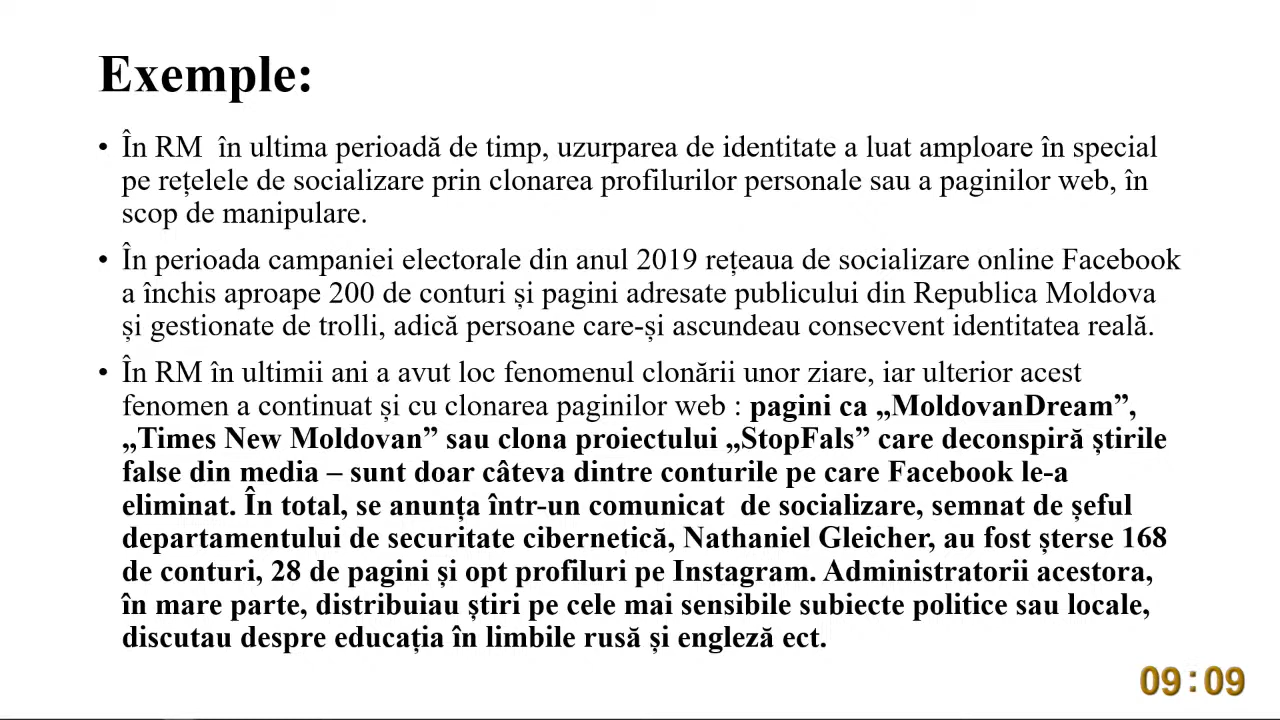 Exemple:
• În RM  în ultima perioadă de timp, uzurparea de identitate a luat amploare în special
pe rețelele de socializare prin clonarea profilurilor personale sau a paginilor web, în
scop de manipulare.
• În perioada campaniei electorale din anul 2019 rețeaua de socializare online Facebook
a închis aproape 200 de conturi și pagini adresate publicului din Republica Moldova
și gestionate de trolli, adică persoane care-și ascundeau consecvent identitatea reală.
• În RM în ultimii ani a avut loc fenomenul clonării unor ziare, iar ulterior acest
fenomen a continuat și cu clonarea paginilor web : pagini ca „MoldovanDream”,
„Times New Moldovan” sau clona proiectului „StopFals” care deconspiră știrile
false din media – sunt doar câteva dintre conturile pe care Facebook le-a
eliminat. În total, se anunța într-un comunicat  de socializare, semnat de șeful
departamentului de securitate cibernetică, Nathaniel Gleicher, au fost șterse 168
de conturi, 28 de pagini și opt profiluri pe Instagram. Administratorii acestora,
în mare parte, distribuiau știri pe cele mai sensibile subiecte politice sau locale,
discutau despre educația în limbile rusă și engleză ect.
09:09